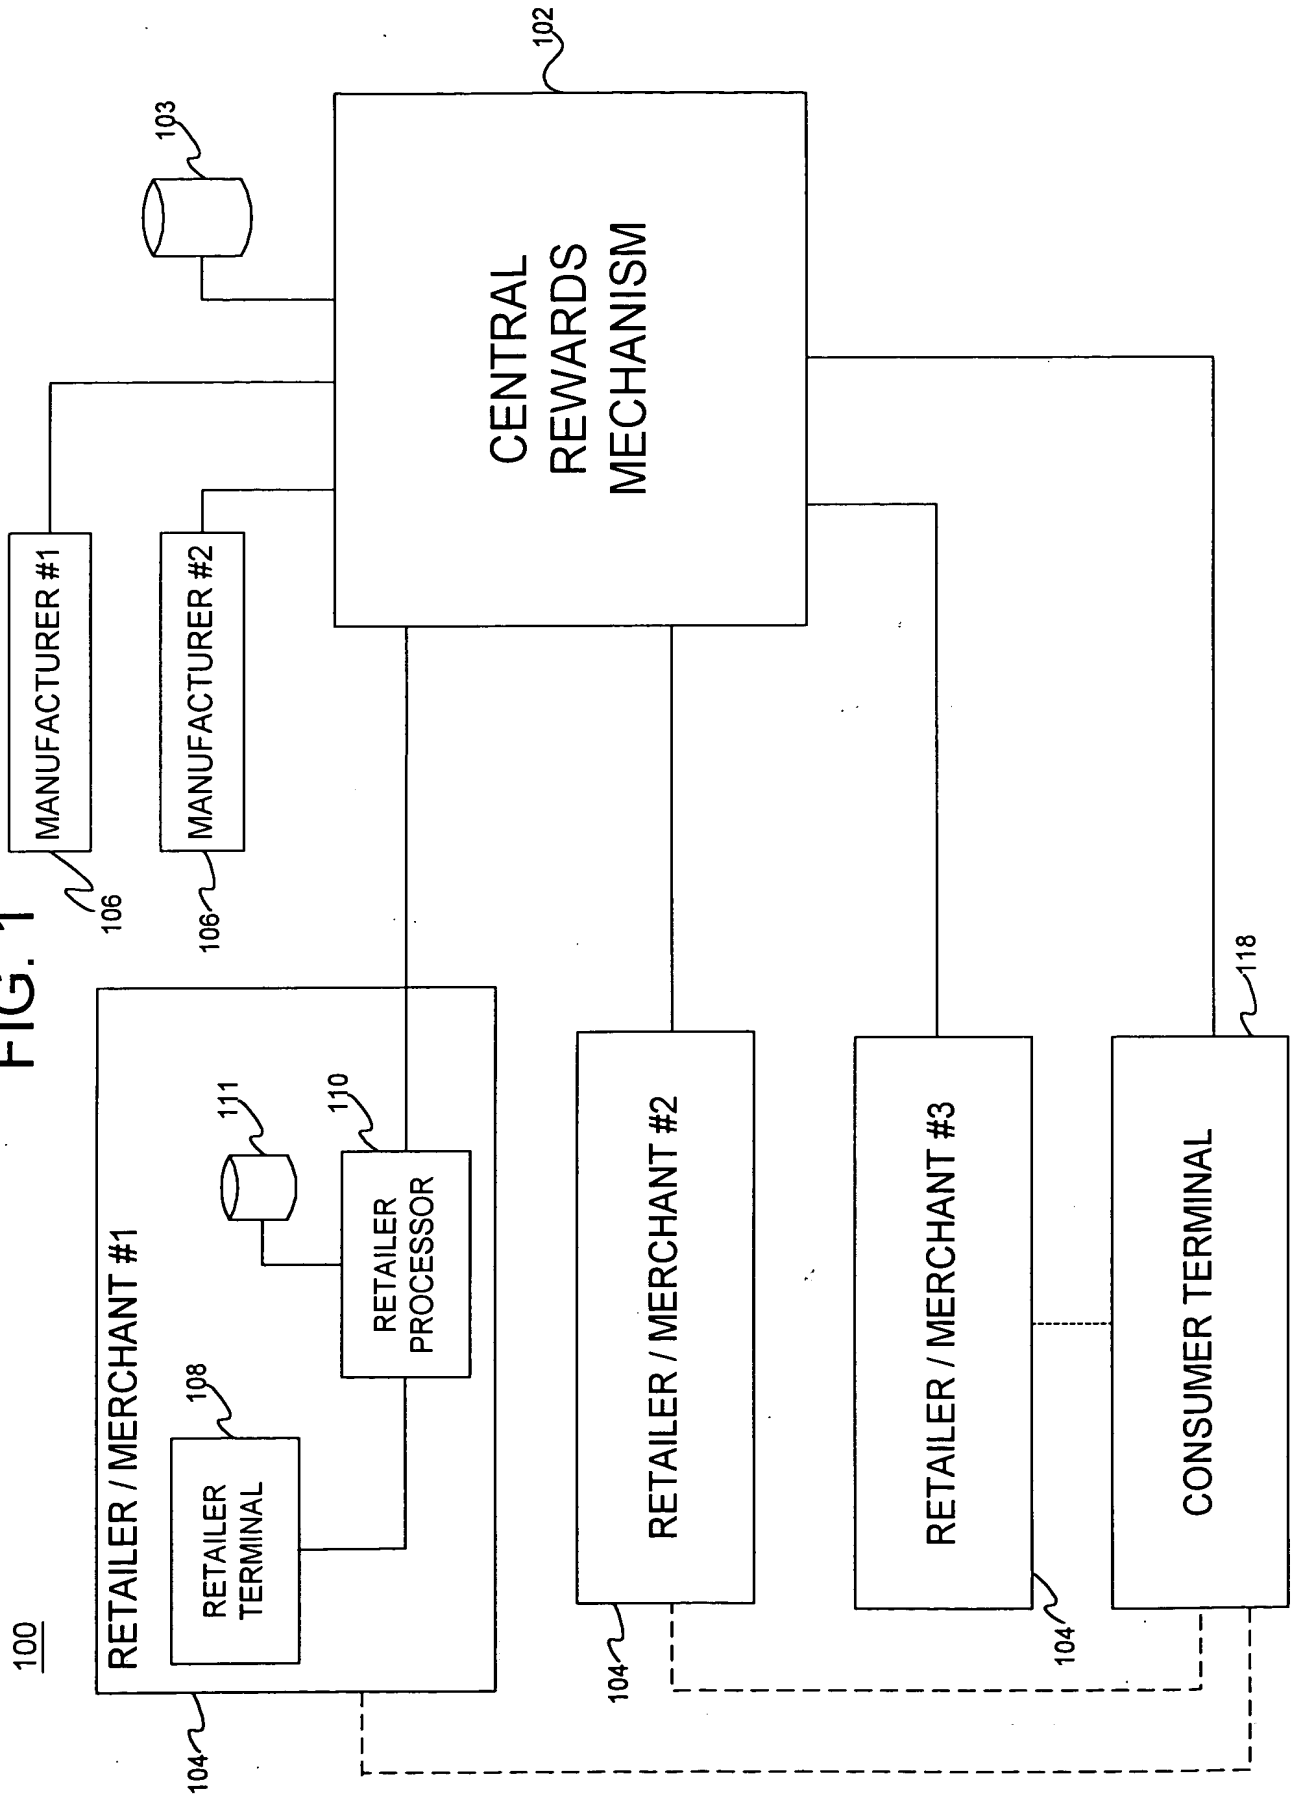 FIG. 1
100
RETAILER / MERCHANT #1
104
RETAILER
TERMINAL
108
RETAILER
PROCESSOR
110
111
MANUFACTURER #1
106
MANUFACTURER #2
106
103
CENTRAL
REWARDS
MECHANISM
102
RETAILER / MERCHANT #2
104
RETAILER / MERCHANT #3
104
CONSUMER TERMINAL
118